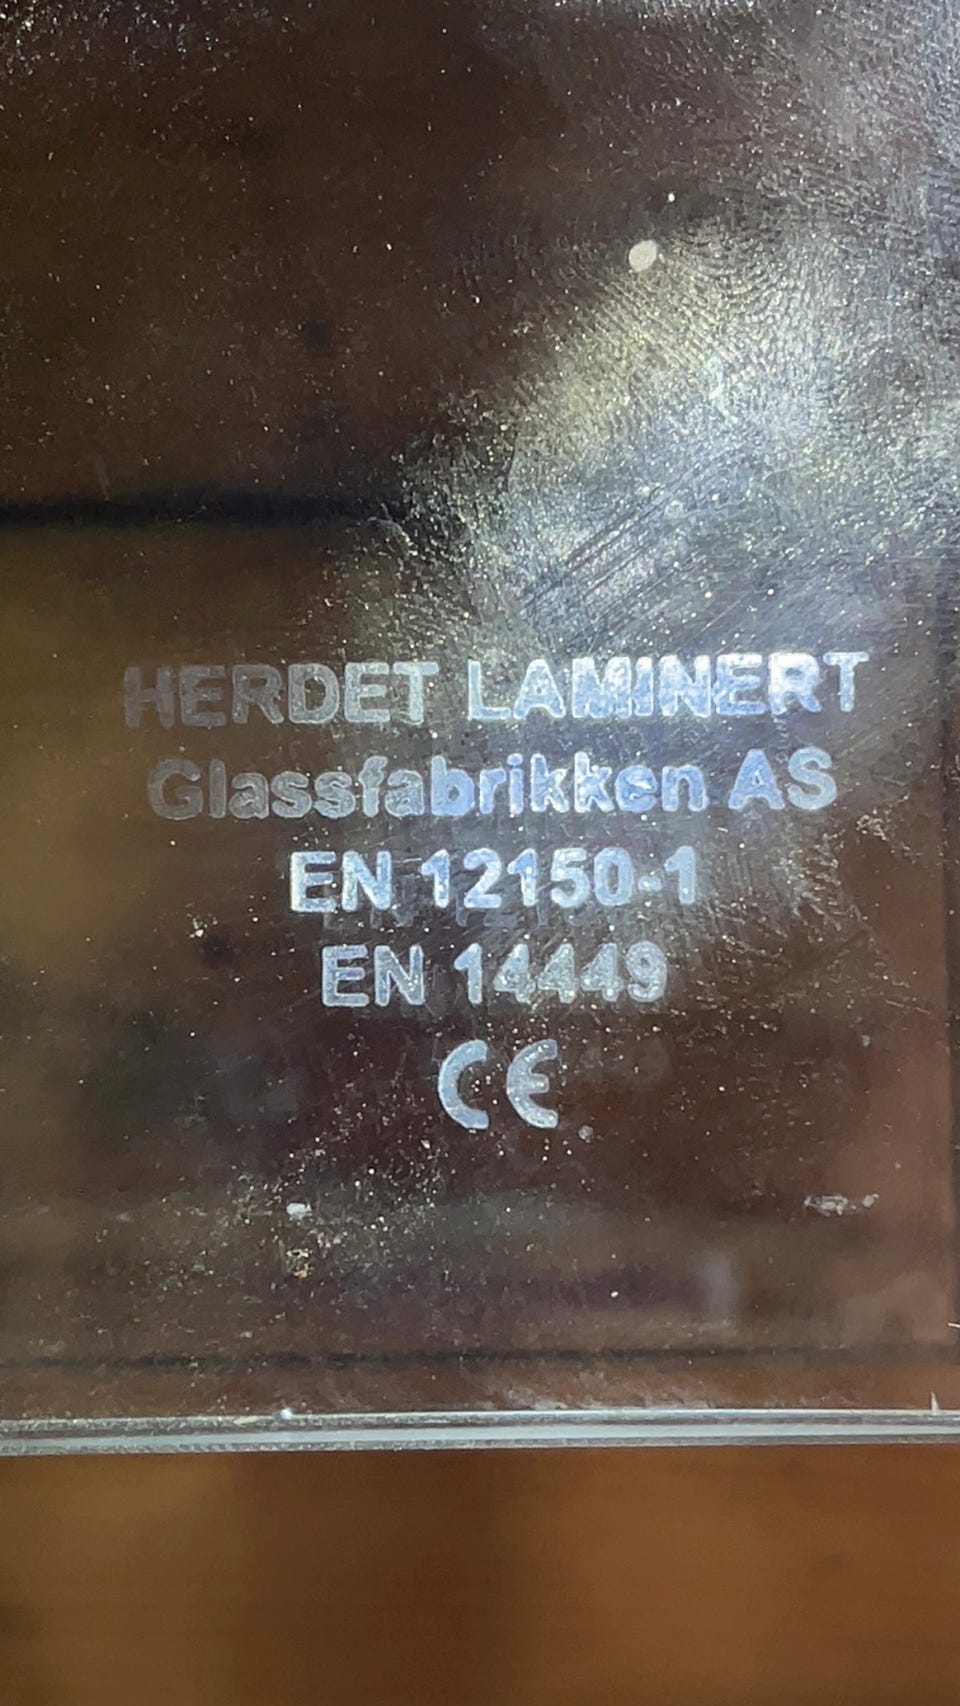 HERDET LAMINERT
Glassfabrikken AS
EN 12150-1
EN 14449
CE